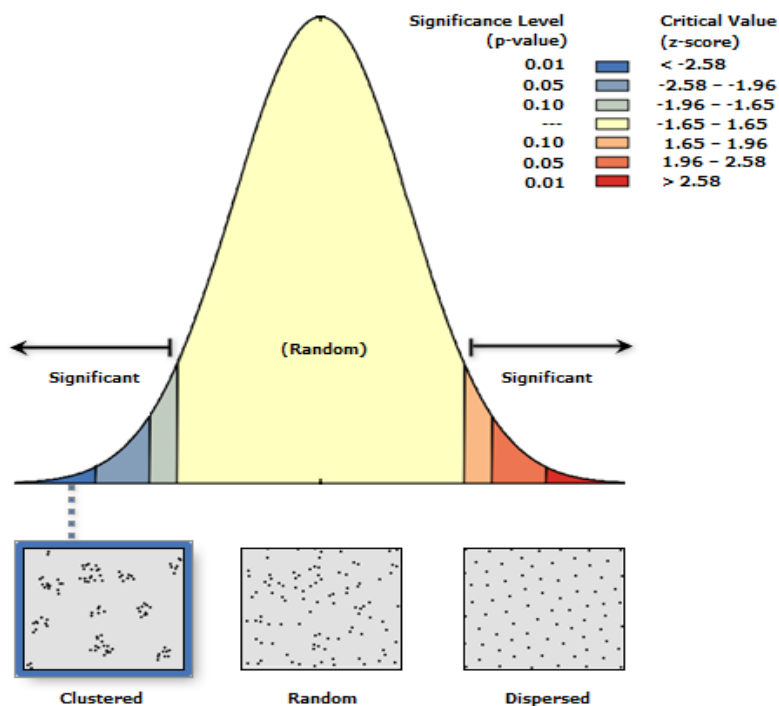 Significance Level Critical Value
(p-value) (z-score)
0.01 < -2.58
0.05 -2.58 – -1.96
0.10 -1.96 – -1.65
--- -1.65 – 1.65
0.10 1.65 – 1.96
0.05 1.96 – 2.58
0.01 > 2.58
(Random)
Significant Significant
Clustered Random Dispersed